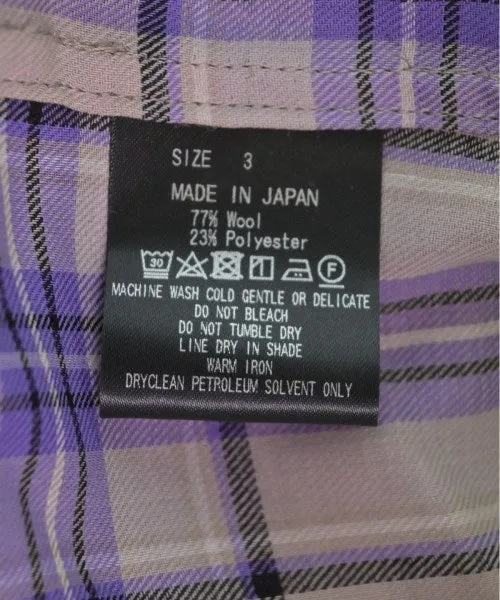 SIZE 3
MADE IN JAPAN
77% Wool
23% Polyester
30 F
MACHINE WASH COLD GENTLE OR DELICATE
DO NOT BLEACH
DO NOT TUMBLE DRY
LINE DRY IN SHADE
WARM IRON
DRYCLEAN PETROLEUM SOLVENT ONLY